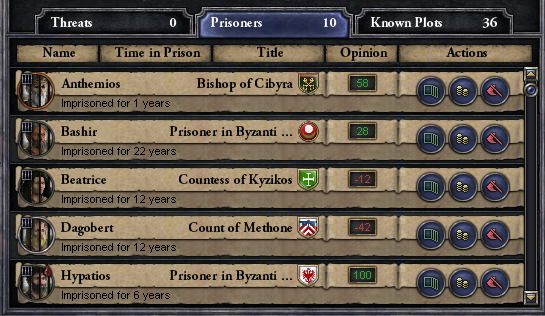 Threats 0 Prisoners 10 Known Plots 36
Name Time in Prison Title Opinion Actions
Anthemios Bishop of Cibyra 58
Imprisoned for 1 years
Bashir Prisoner in Byzanti ... 28
Imprisoned for 22 years
Beatrice Countess of Kyzikos -12
Imprisoned for 12 years
Dagobert Count of Methone -42
Imprisoned for 12 years
Hypatios Prisoner in Byzanti ... 100
Imprisoned for 6 years